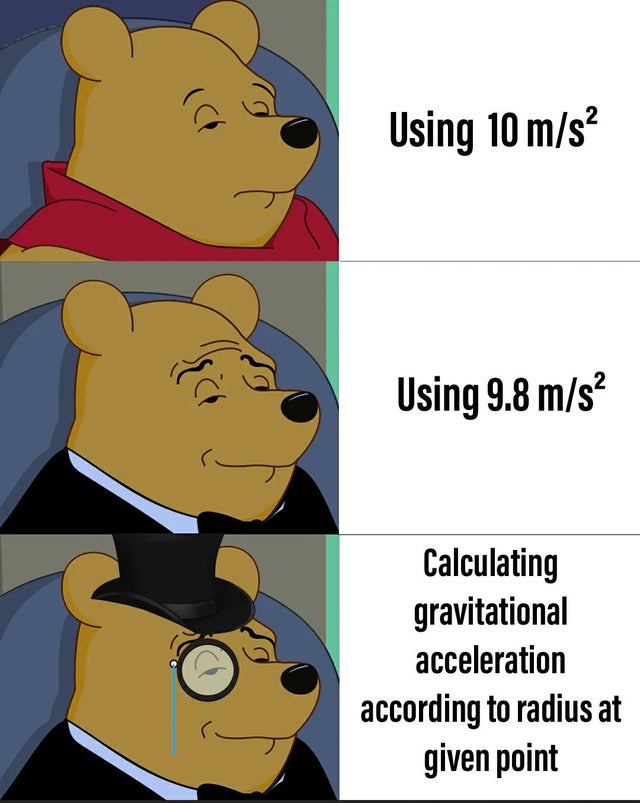 Using 10 m/s²
Using 9.8 m/s²
Calculating
gravitational
acceleration
according to radius at
given point